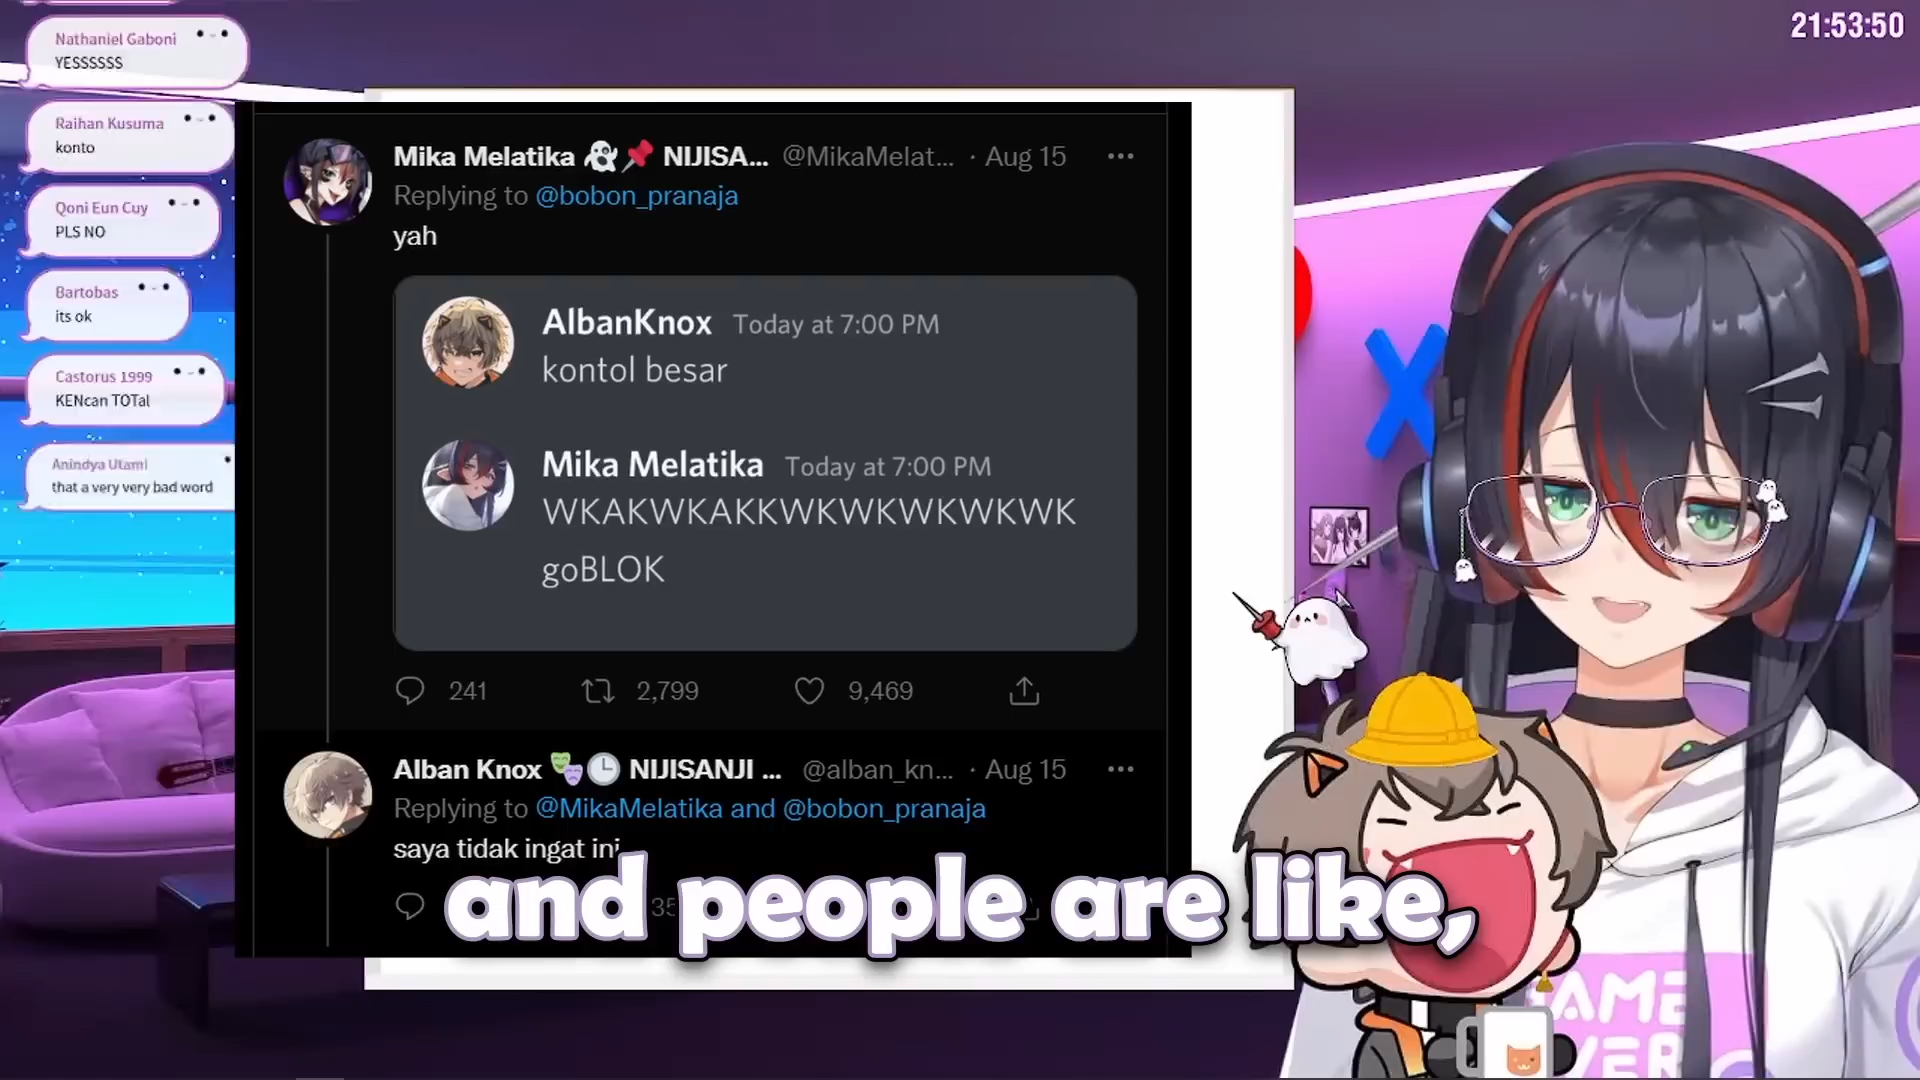 21:53:50
Nathaniel Gaboni
YESSSSSS
Raihan Kusuma
konto
Qoni Eun Cuy
PLS NO
Bartobas
its ok
Castorus 1999
KENcan TOTal
Anindya Utami
that a very very bad word
Mika Melatika 👻📌 NIJISA... @MikaMelat... · Aug 15
Replying to @bobon_pranaja
yah
AlbanKnox Today at 7:00 PM
kontol besar
Mika Melatika Today at 7:00 PM
WKAKWKAKKWKWKWKWKWK
goBLOK
241 2,799 9,469
Alban Knox 🎭🕒 NIJISANJI ... @alban_kn... · Aug 15
Replying to @MikaMelatika and @bobon_pranaja
saya tidak ingat ini
and people are like,